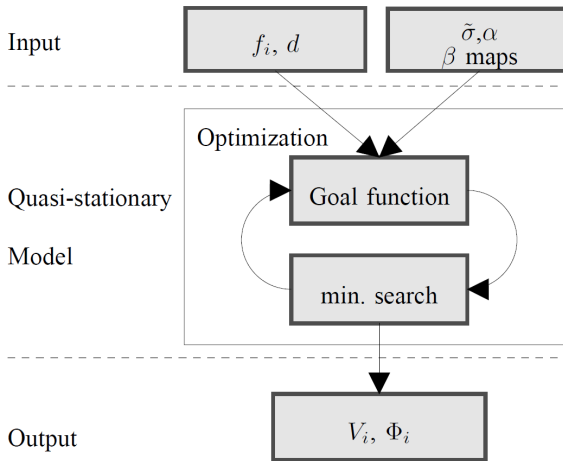 Input
f_i, d
σ̃,α
β maps
Optimization
Goal function
Quasi-stationary
Model
min. search
V_i, Φ_i
Output